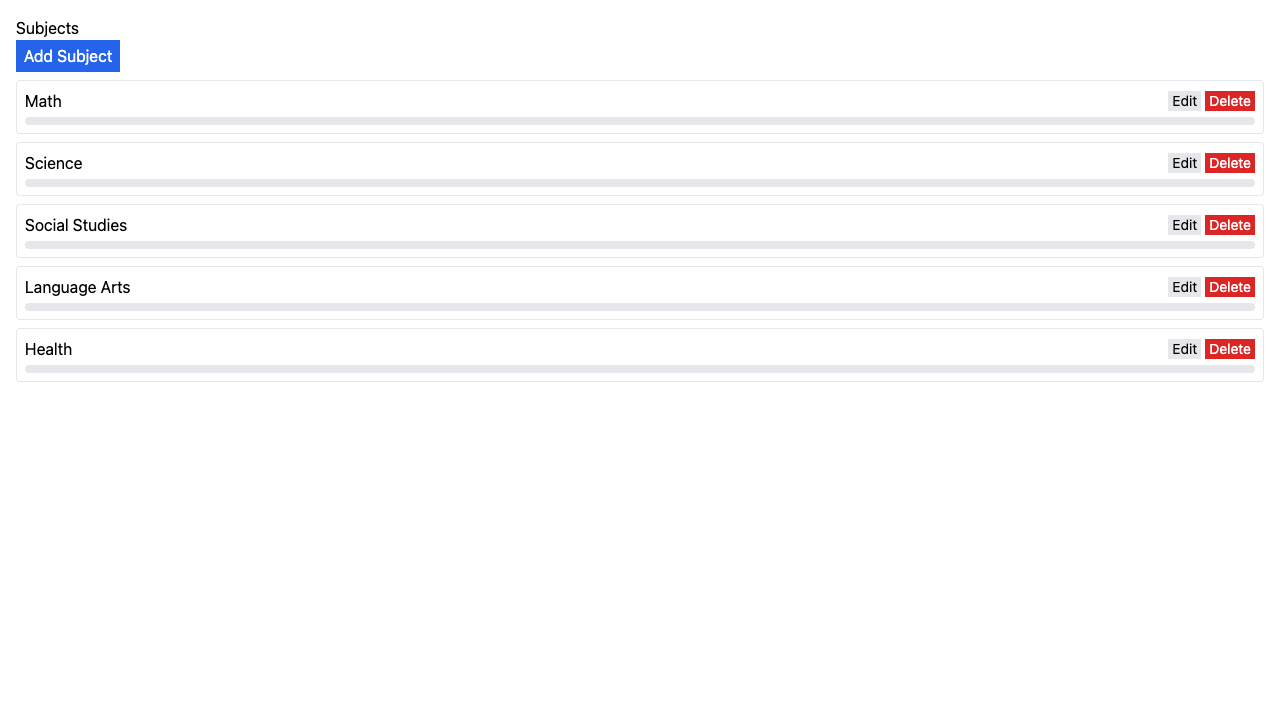 Subjects
Add Subject
Math Edit Delete
Science Edit Delete
Social Studies Edit Delete
Language Arts Edit Delete
Health Edit Delete